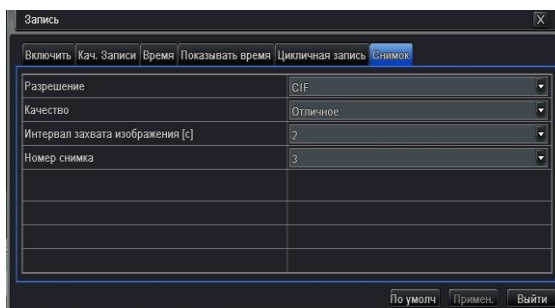 Запись X
Включить Кач. Записи Время Показывать время Цикличная запись Снимок
Разрешение CIF
Качество Отличное
Интервал захвата изображения [с] 2
Номер снимка 3
По умолч Примен. Выйти